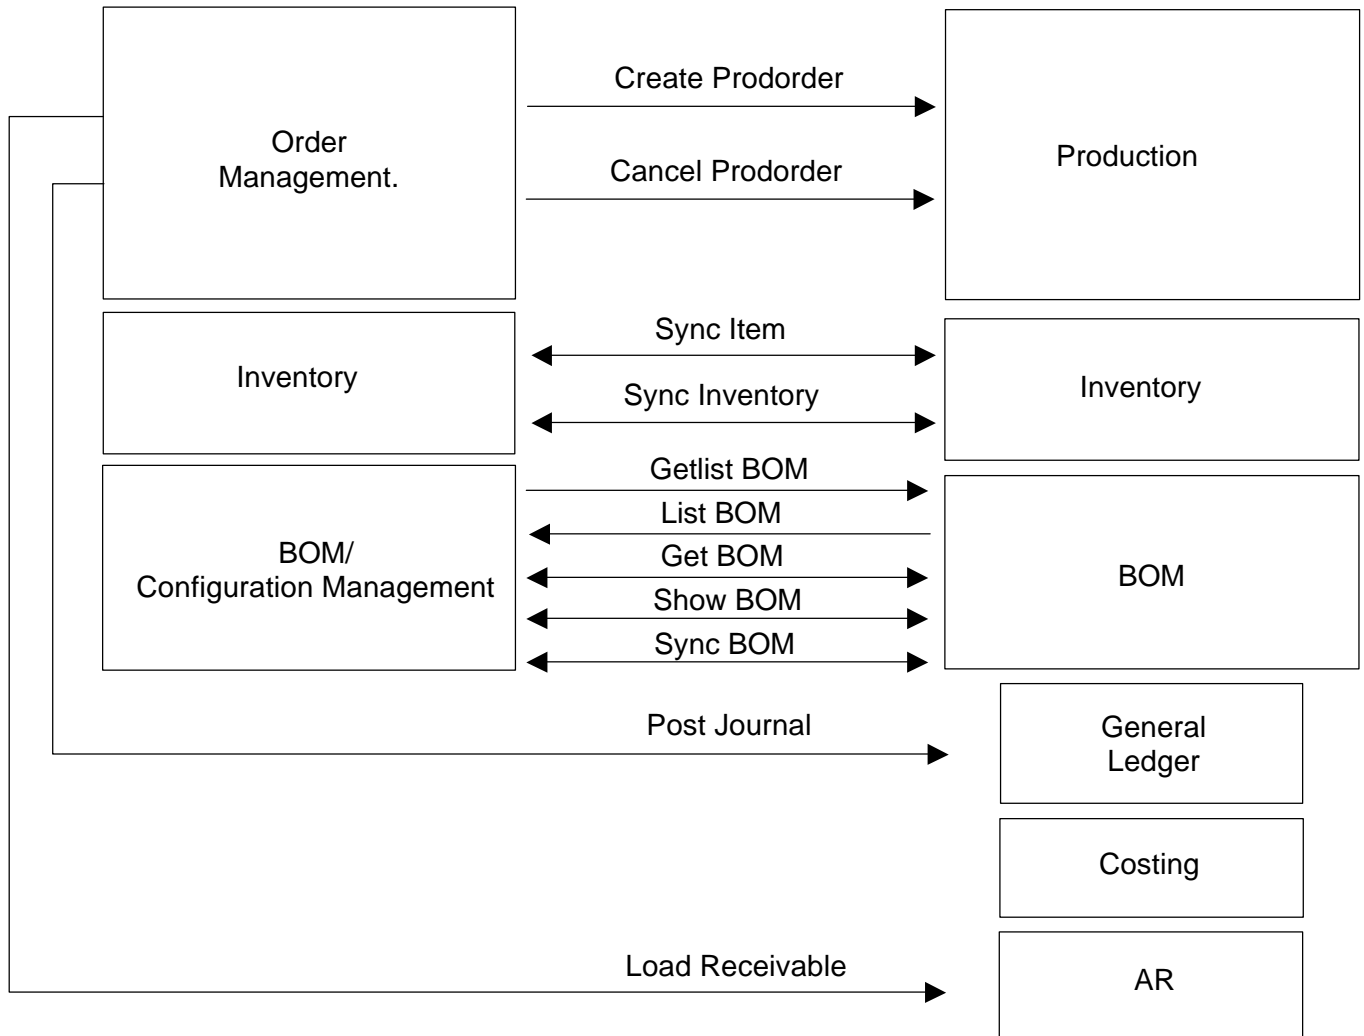 Create Prodorder
Order
Management.
Production
Cancel Prodorder
Sync Item
Inventory
Inventory
Sync Inventory
Getlist BOM
List BOM
BOM/
Configuration Management
Get BOM
BOM
Show BOM
Sync BOM
Post Journal
General
Ledger
Costing
Load Receivable
AR